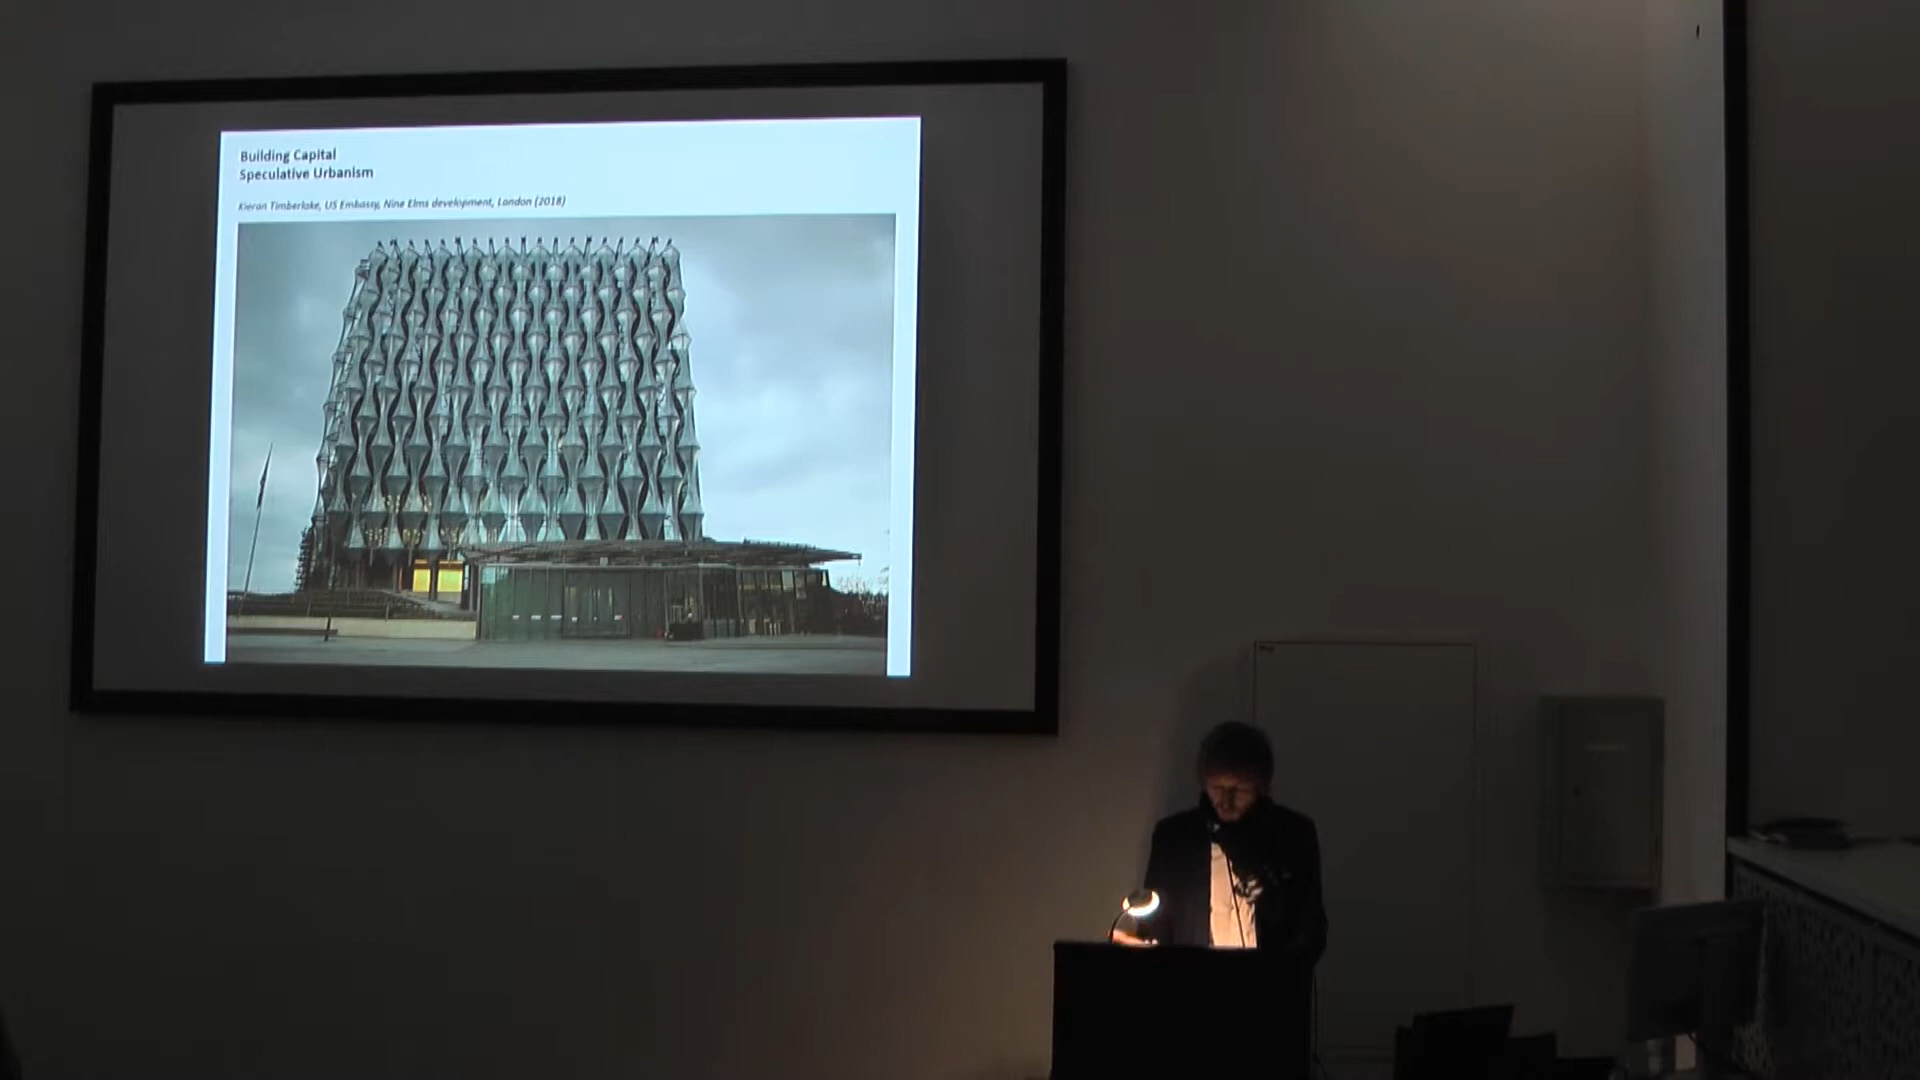 Building Capital
Speculative Urbanism
Kieran Timberlake, US Embassy, Nine Elms development, London (2018)